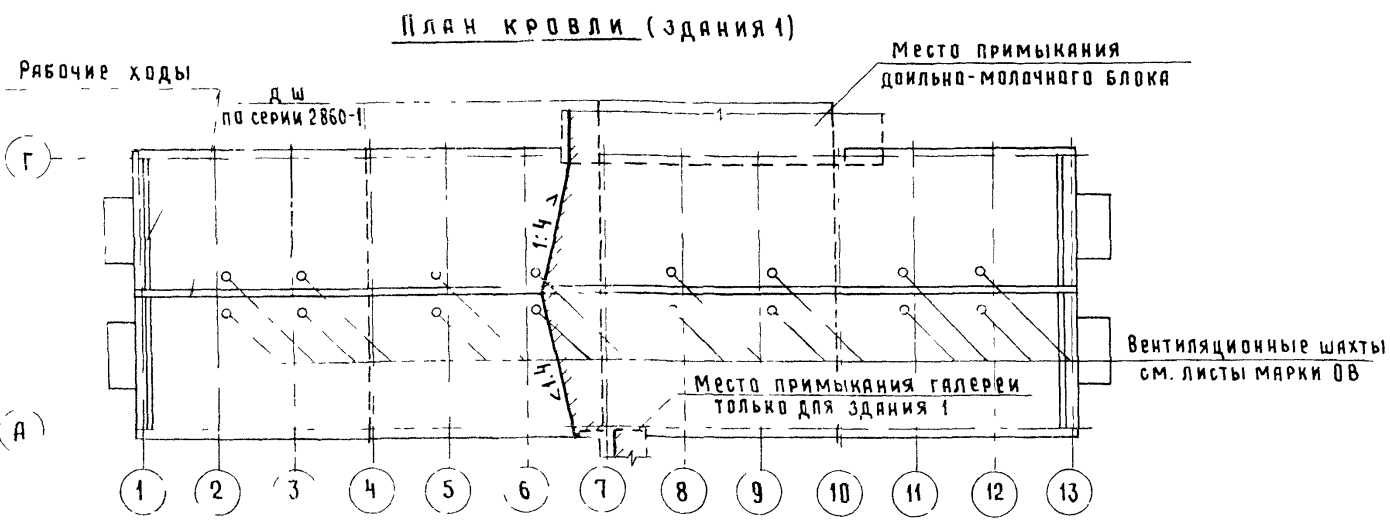 План кровли (здания 1)
Рабочие ходы
Место примыкания
доильно-молочного блока
д ш
по серии 2860-1
1
Г
1:4
1:4
Вентиляционные шахты
см. листы марки ОВ
Место примыкания галереи
только для здания 1
А
1 2 3 4 5 6 7 8 9 10 11 12 13